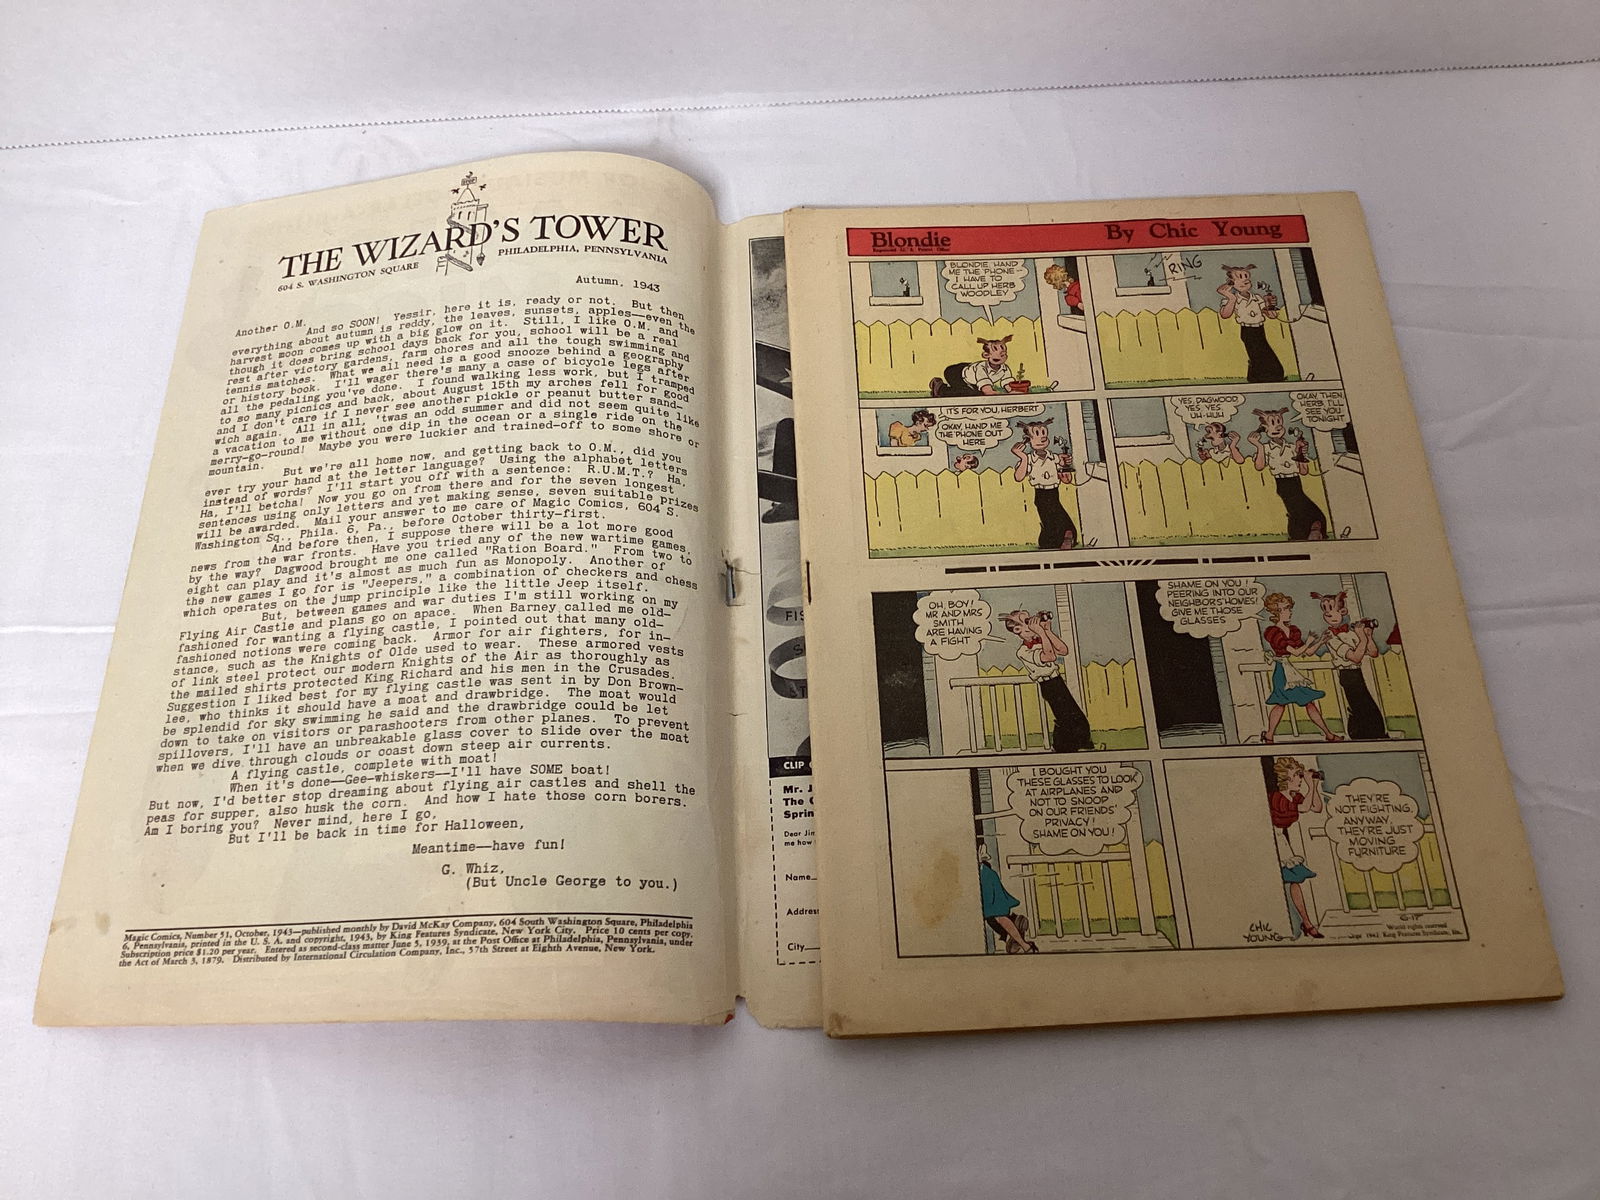 THE WIZARD'S TOWER
604 S. WASHINGTON SQUARE
PHILADELPHIA, PENNSYLVANIA
Autumn, 1943
Another O.M.
And so SOON! Yessir, here it is, ready or not. But then
everything about autumn is reddy, the leaves, sunsets, apples—even the
harvest moon comes up with a big glow on it. Still, I like O.M. and
though it does bring school days back for you, school will be a real
rest after victory gardens, farm chores and all the tough swimming and
tennis matches. What we all need is a good snooze behind a geography
or history book. I'll wager there's many a case of bicycle legs after
all the pedaling you've done. I found walking less work, but I tramped
to so many picnics and back, about August 15th my arches fell for good
and I don't care if I never see another pickle or peanut butter sand-
wich again. All in all, 'twas an odd summer and did not seem quite like
a vacation to me without one dip in the ocean or a single ride on the
merry-go-round! Maybe you were luckier and trained-off to some shore or
mountain.
But we're all home now, and getting back to O.M., did you
ever try your hand at the letter language? Using the alphabet letters
instead of words? I'll start you off with a sentence: R.U.M.T.? Ha,
Ha, I'll betcha! Now you go on from there and for the seven longest
sentences using only letters and yet making sense, seven suitable prizes
will be awarded. Mail your answer to me care of Magic Comics, 604 S.
Washington Sq., Phila. 6, Pa., before October thirty-first.
And before then, I suppose there will be a lot more good
news from the war fronts. Have you tried any of the new wartime games,
by the way? Dagwood brought me one called "Ration Board." From two to
eight can play and it's almost as much fun as Monopoly. Another of
the new games I go for is "Jeepers," a combination of checkers and chess
which operates on the jump principle like the little Jeep itself.
But, between games and war duties I'm still working on my
Flying Air Castle and plans go on apace. When Barney called me old-
fashioned for wanting a flying castle, I pointed out that many old-
fashioned notions were coming back. Armor for air fighters, for in-
stance, such as the Knights of Olde used to wear. These armored vests
of link steel protect our modern Knights of the Air as thoroughly as
the mailed shirts protected King Richard and his men in the Crusades.
Suggestion I liked best for my flying castle was sent in by Don Brown-
lee, who thinks it should have a moat and drawbridge. The moat would
be splendid for sky swimming he said and the drawbridge could be let
down to take on visitors or parashooters from other planes. To prevent
spillovers, I'll have an unbreakable glass cover to slide over the moat
when we dive through clouds or coast down steep air currents.
A flying castle, complete with moat!
When it's done—Gee-whiskers—I'll have SOME boat!
But now, I'd better stop dreaming about flying air castles and shell the
peas for supper, also husk the corn. And how I hate those corn borers.
Am I boring you? Never mind, here I go,
But I'll be back in time for Halloween,
Meantime—have fun!
G. Whiz,
(But Uncle George to you.)
Magic Comics, Number 51, October, 1943—published monthly by David McKay Company, 604 South Washington Square, Philadelphia
6, Pennsylvania, printed in the U. S. A. and copyright, 1943, by King Features Syndicate, New York City. Price 10 cents per copy.
Subscription price $1.20 per year. Entered as second-class matter June 5, 1939, at the Post Office at Philadelphia, Pennsylvania, under
the Act of March 3, 1879. Distributed by International Circulation Company, Inc., 57th Street at Eighth Avenue, New York.
FIS
CLIP
Mr. J
The
Sprin
Dear Jim
me how
Name
Address
City
Blondie
By Chic Young
BLONDIE, HAND
ME THE PHONE-
I HAVE TO
CALL UP HERB
WOODLEY
RING
IT'S FOR YOU, HERBERT
OKAY, HAND ME
THE PHONE OUT
HERE
YES, DAGWOOD
YES YES
UH-HUH
OKAY THEN
HERB, I'LL
SEE YOU
TONIGHT
OH, BOY!
MR AND MRS
SMITH
ARE HAVING
A FIGHT
SHAME ON YOU!
PEERING INTO OUR
NEIGHBORS' HOMES!
GIVE ME THOSE
GLASSES
I BOUGHT YOU
THESE GLASSES TO LOOK
AT AIRPLANES AND
NOT TO SNOOP
ON OUR FRIENDS'
PRIVACY!
SHAME ON YOU!
THEY'RE
NOT FIGHTING,
ANYWAY.
THEY'RE JUST
MOVING
FURNITURE
CHIC
YOUNG
6-17
World rights reserved
King Features Syndicate, Inc.